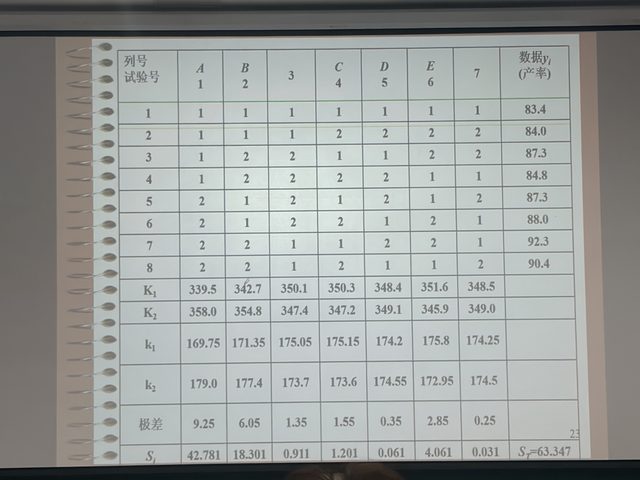 列号 试验号 A 1 B 2 3 C 4 D 5 E 6 7 数据yi (产率)
1 1 1 1 1 1 1 1 83.4
2 1 1 1 2 2 2 2 84.0
3 1 2 2 1 1 2 2 87.3
4 1 2 2 2 2 1 1 84.8
5 2 1 2 1 2 1 2 87.3
6 2 1 2 2 1 2 1 88.0
7 2 2 1 1 2 2 1 92.3
8 2 2 1 2 1 1 2 90.4
K1 339.5 342.7 350.1 350.3 348.4 351.6 348.5
K2 358.0 354.8 347.4 347.2 349.1 345.9 349.0
k1 169.75 171.35 175.05 175.15 174.2 175.8 174.25
k2 179.0 177.4 173.7 173.6 174.55 172.95 174.5
极差 9.25 6.05 1.35 1.55 0.35 2.85 0.25
23
Sj 42.781 18.301 0.911 1.201 0.061 4.061 0.031 ST=63.347